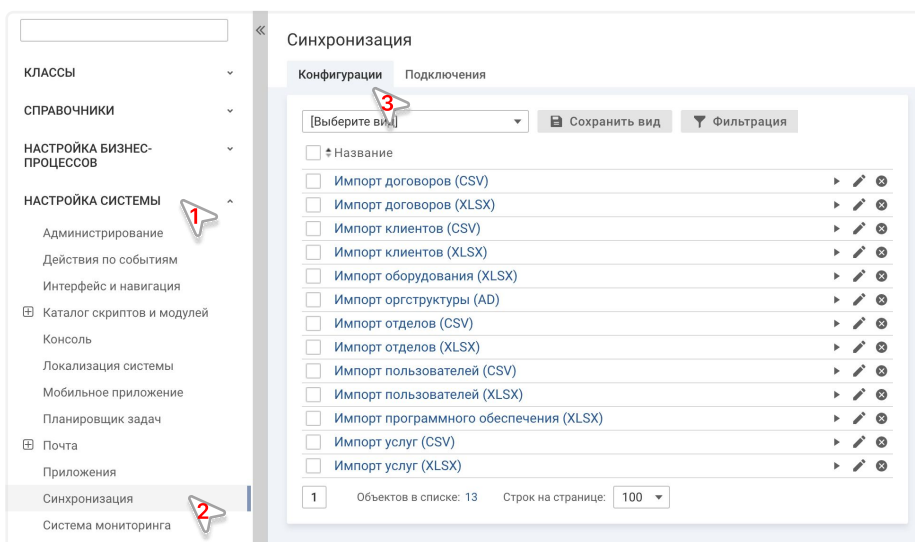 Синхронизация
Конфигурации
Подключения
3
КЛАССЫ
СПРАВОЧНИКИ
НАСТРОЙКА БИЗНЕС-
ПРОЦЕССОВ
НАСТРОЙКА СИСТЕМЫ
1
Администрирование
Действия по событиям
Интерфейс и навигация
Каталог скриптов и модулей
Консоль
Локализация системы
Мобильное приложение
Планировщик задач
Почта
Приложения
Синхронизация
2
Система мониторинга
[Выберите вид]
Сохранить вид
Фильтрация
Название
Импорт договоров (CSV)
Импорт договоров (XLSX)
Импорт клиентов (CSV)
Импорт клиентов (XLSX)
Импорт оборудования (XLSX)
Импорт оргструктуры (AD)
Импорт отделов (CSV)
Импорт отделов (XLSX)
Импорт пользователей (CSV)
Импорт пользователей (XLSX)
Импорт программного обеспечения (XLSX)
Импорт услуг (CSV)
Импорт услуг (XLSX)
1 Объектов в списке: 13 Строк на странице: 100